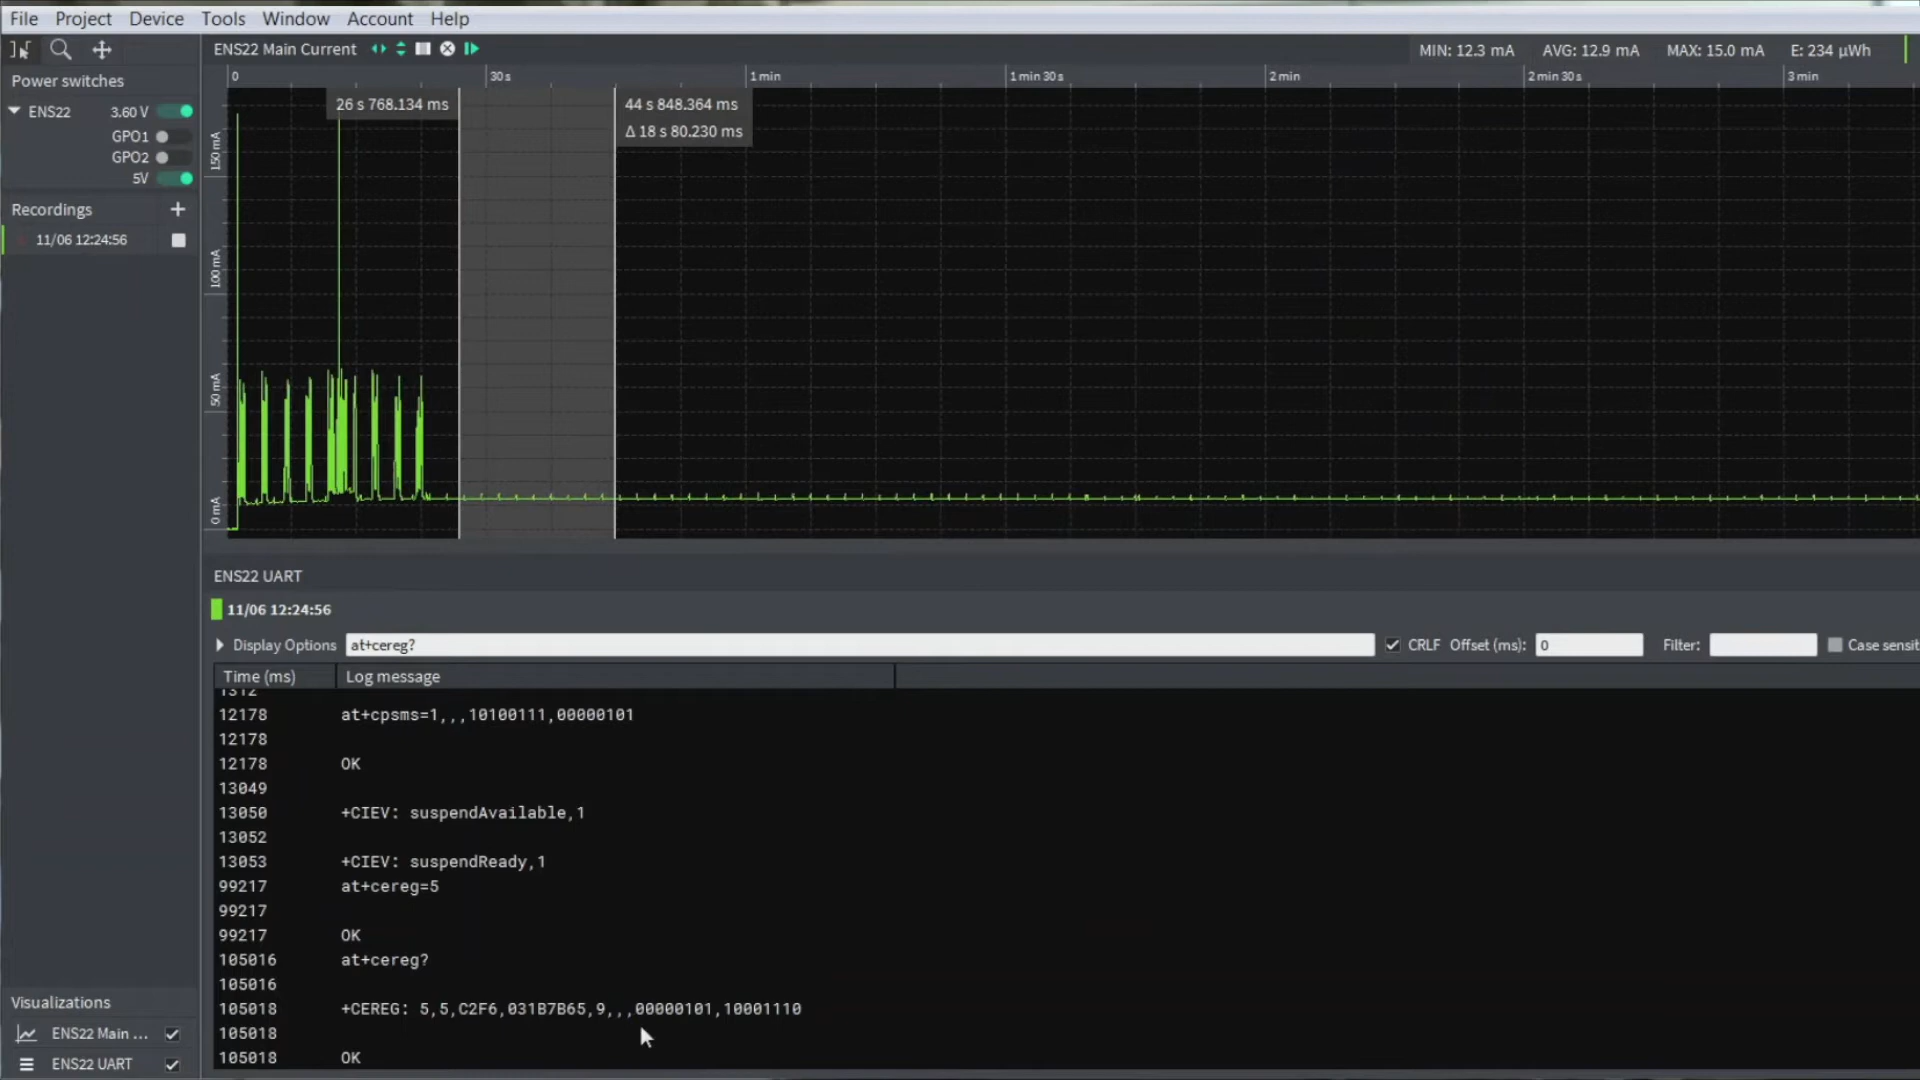 File Project Device Tools Window Account Help
Power switches
ENS22 3.60 V
GPO1
GPO2
5V
Recordings +
11/06 12:24:56
Visualizations
ENS22 Main ...
ENS22 UART
ENS22 Main Current
MIN: 12.3 mA AVG: 12.9 mA MAX: 15.0 mA E: 234 µWh
0 30 s 1 min 1 min 30 s 2 min 2 min 30 s 3 min
26 s 768.134 ms
44 s 848.364 ms
Δ 18 s 80.230 ms
150 mA
100 mA
50 mA
0 mA
ENS22 UART
11/06 12:24:56
Display Options at+cereg? CRLF Offset (ms): 0 Filter: Case sensit
Time (ms) Log message
1312
12178 at+cpsms=1,,,10100111,00000101
12178
12178 OK
13049
13050 +CIEV: suspendAvailable,1
13052
13053 +CIEV: suspendReady,1
99217 at+cereg=5
99217
99217 OK
105016 at+cereg?
105016
105018 +CEREG: 5,5,C2F6,031B7B65,9,,,00000101,10001110
105018
105018 OK